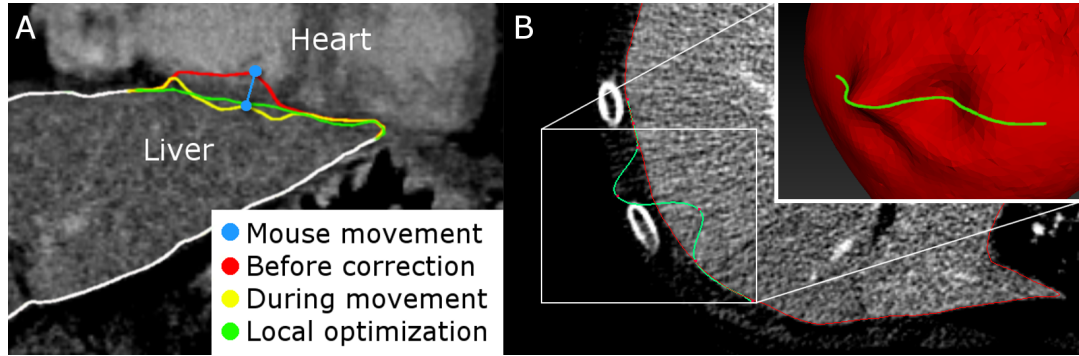 A
Heart
Liver
Mouse movement
Before correction
During movement
Local optimization
B